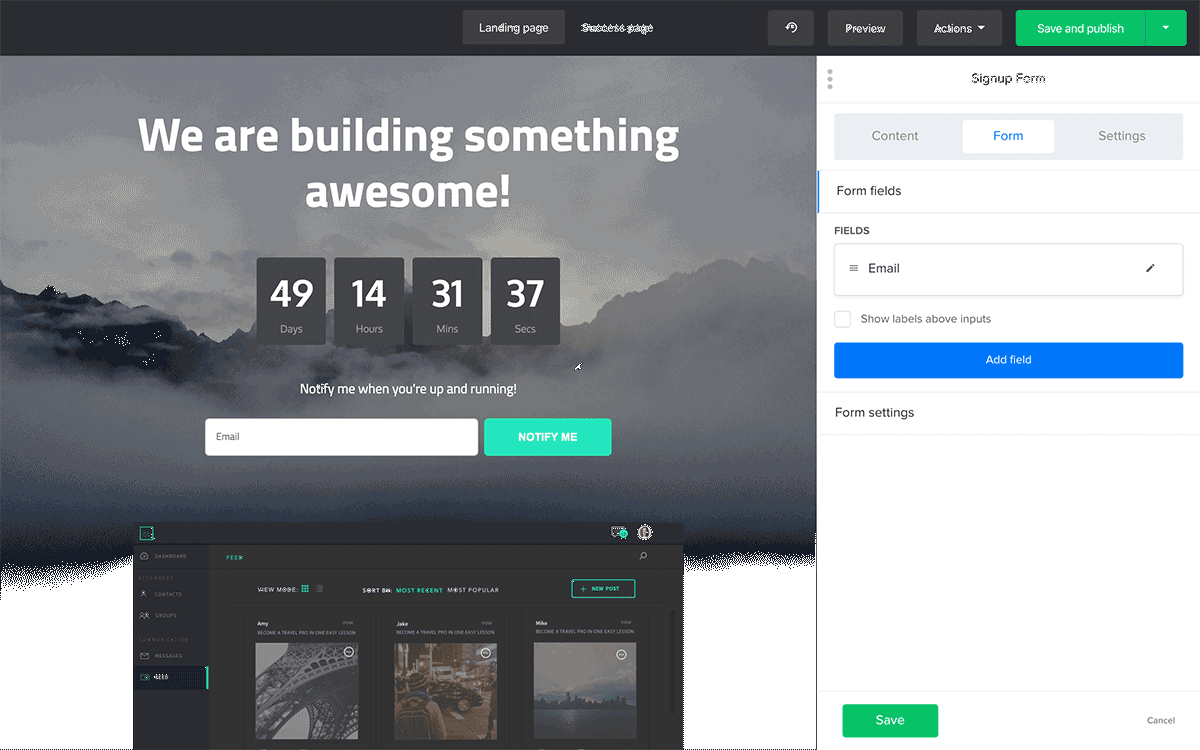 Landing page
Success page
Preview
Actions
Save and publish
We are building something
awesome!
49 14 31 37
Days Hours Mins Secs
Notify me when you're up and running!
Email
NOTIFY ME
DASHBOARD
FEED
ATTENDEES
CONTACTS
GROUPS
COMMUNICATION
MESSAGES
VIEW MODE:
SORT BY: MOST RECENT MOST POPULAR
+ NEW POST
Amy now
BECOME A TRAVEL PRO IN ONE EASY LESSON
Jake now
BECOME A TRAVEL PRO IN ONE EASY LESSON
Mike now
BECOME A TRAVEL PRO IN ONE EASY LESSON
Signup Form
Content
Form
Settings
Form fields
FIELDS
Email
Show labels above inputs
Add field
Form settings
Save
Cancel